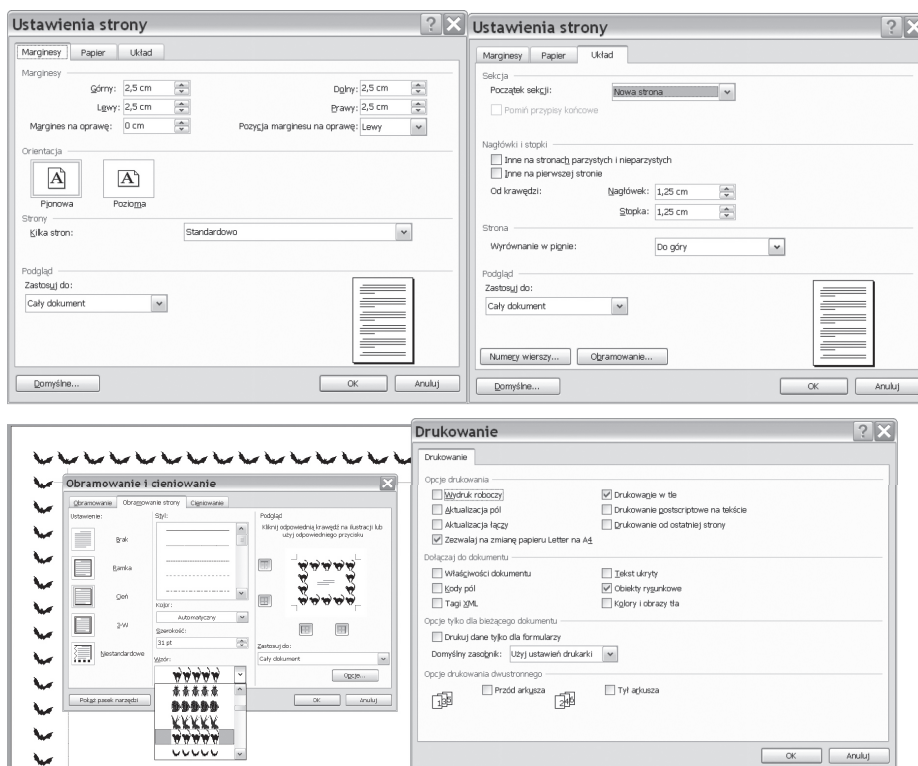 Ustawienia strony
Marginesy Papier Układ
Marginesy
Górny: 2,5 cm Dolny: 2,5 cm
Lewy: 2,5 cm Prawy: 2,5 cm
Margines na oprawę: 0 cm Pozycja marginesu na oprawę: Lewy
Orientacja
Pionowa Pozioma
Strony
Kilka stron: Standardowo
Podgląd
Zastosuj do:
Cały dokument
Domyślne... OK Anuluj
Ustawienia strony
Marginesy Papier Układ
Sekcja
Początek sekcji: Nowa strona
Pomiń przypisy końcowe
Nagłówki i stopki
Inne na stronach parzystych i nieparzystych
Inne na pierwszej stronie
Od krawędzi: Nagłówek: 1,25 cm
Stopka: 1,25 cm
Strona
Wyrównanie w pionie: Do góry
Podgląd
Zastosuj do:
Cały dokument
Numery wierszy... Obramowanie...
Domyślne... OK Anuluj
Obramowanie i cieniowanie
Obramowanie Obramowanie strony Cieniowanie
Ustawienie: Styl: Podgląd
Kliknij odpowiednią krawędź na ilustracji lub
użyj odpowiedniego przycisku
Brak
Ramka
Cień
3-W
Niestandardowe
Kolor:
Automatyczny
Szerokość:
31 pt
Wzór:
Zastosuj do:
Cały dokument
Opcje...
Pokaż pasek narzędzi OK Anuluj
Drukowanie
Drukowanie
Opcje drukowania
Wydruk roboczy Drukowanie w tle
Aktualizacja pól Drukowanie postscriptowe na tekście
Aktualizacja łączy Drukowanie od ostatniej strony
Zezwalaj na zmianę papieru Letter na A4
Dołączaj do dokumentu
Właściwości dokumentu Tekst ukryty
Kody pól Obiekty rysunkowe
Tagi XML Kolory i obrazy tła
Opcje tylko dla bieżącego dokumentu
Drukuj dane tylko dla formularzy
Domyślny zasobnik: Użyj ustawień drukarki
Opcje drukowania dwustronnego
Przód arkusza Tył arkusza
OK Anuluj